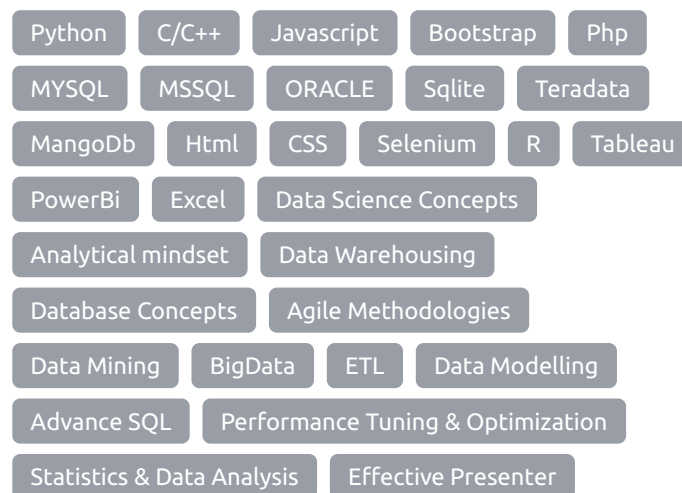 Python C/C++ Javascript Bootstrap Php
MYSQL MSSQL ORACLE Sqlite Teradata
MangoDb Html CSS Selenium R Tableau
PowerBi Excel Data Science Concepts
Analytical mindset Data Warehousing
Database Concepts Agile Methodologies
Data Mining BigData ETL Data Modelling
Advance SQL Performance Tuning & Optimization
Statistics & Data Analysis Effective Presenter